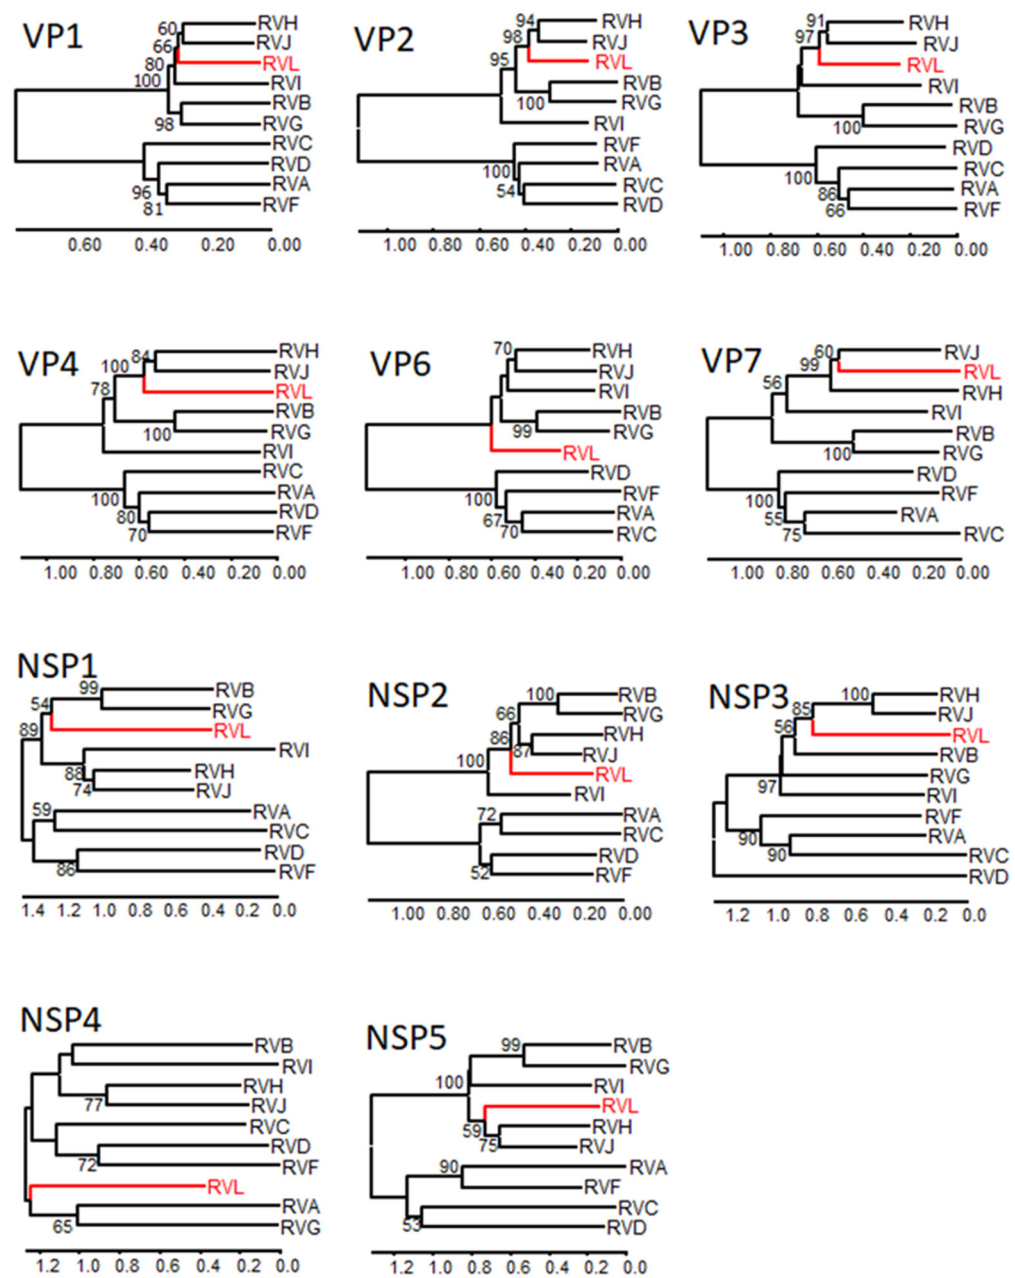 VP1
60
66
80
100
98
96
81
RVH
RVJ
RVL
RVI
RVB
RVG
RVC
RVD
RVA
RVF
0.60 0.40 0.20 0.00
VP2
94
98
95
100
100
54
RVH
RVJ
RVL
RVB
RVG
RVI
RVF
RVA
RVC
RVD
1.00 0.80 0.60 0.40 0.20 0.00
VP3
91
97
100
100
86
66
RVH
RVJ
RVL
RVI
RVB
RVG
RVD
RVC
RVA
RVF
1.00 0.80 0.60 0.40 0.20 0.00
VP4
84
100
78
100
100
80
70
RVH
RVJ
RVL
RVB
RVG
RVI
RVC
RVA
RVD
RVF
1.00 0.80 0.60 0.40 0.20 0.00
VP6
70
99
100
67
70
RVH
RVJ
RVI
RVB
RVG
RVL
RVD
RVF
RVA
RVC
1.00 0.80 0.60 0.40 0.20 0.00
VP7
60
99
56
100
100
55
75
RVJ
RVL
RVH
RVI
RVB
RVG
RVD
RVF
RVA
RVC
1.00 0.80 0.60 0.40 0.20 0.00
NSP1
99
54
89
88
74
59
86
RVB
RVG
RVL
RVI
RVH
RVJ
RVA
RVC
RVD
RVF
1.4 1.2 1.0 0.8 0.6 0.4 0.2 0.0
NSP2
100
66
86
87
100
72
52
RVB
RVG
RVH
RVJ
RVL
RVI
RVA
RVC
RVD
RVF
1.00 0.80 0.60 0.40 0.20 0.00
NSP3
100
85
56
97
90
90
RVH
RVJ
RVL
RVB
RVG
RVI
RVF
RVA
RVC
RVD
1.2 1.0 0.8 0.6 0.4 0.2 0.0
NSP4
77
72
65
RVB
RVI
RVH
RVJ
RVC
RVD
RVF
RVL
RVA
RVG
1.2 1.0 0.8 0.6 0.4 0.2 0.0
NSP5
99
100
59
75
90
53
RVB
RVG
RVI
RVL
RVH
RVJ
RVA
RVF
RVC
RVD
1.2 1.0 0.8 0.6 0.4 0.2 0.0